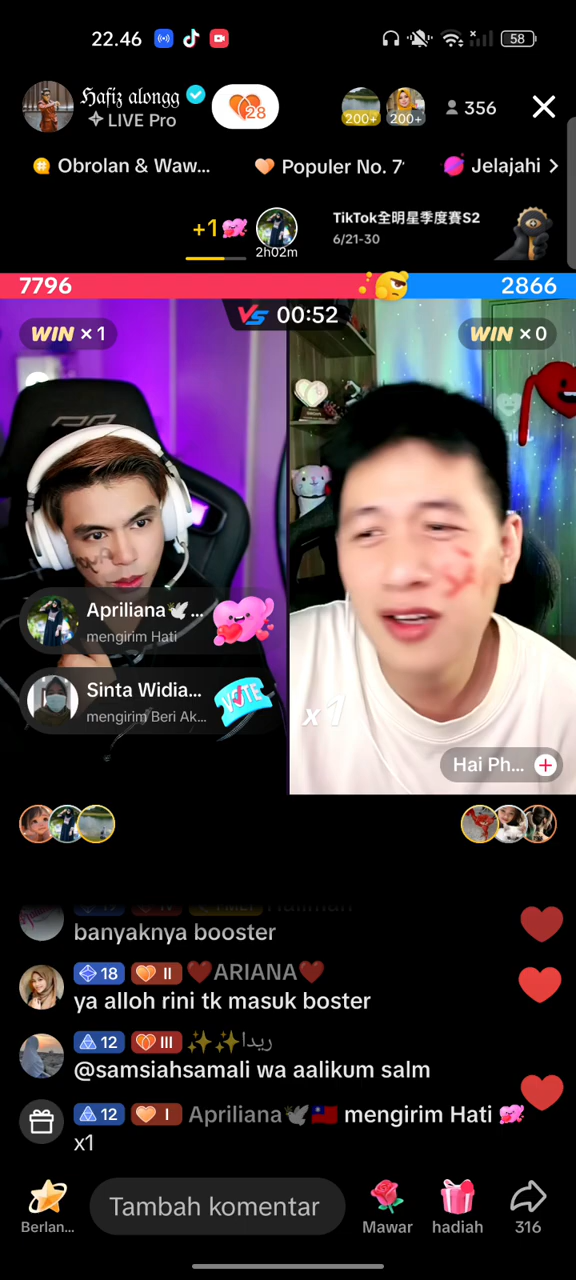 22.46
58
Hafiz alongg
LIVE Pro
28
200+
200+
356
Obrolan & Waw...
Populer No. 7
Jelajahi
+1
2h02m
TikTok全明星季度賽S2
6/21-30
7796
2866
VS 00:52
WIN × 1
WIN × 0
Apriliana🕊...
mengirim Hati
Sinta Widia...
mengirim Beri Ak...
VOTE
x1
Hai Ph...
banyaknya booster
18 II ❤️ARIANA❤️
ya alloh rini tk masuk boster
12 III ✨✨ريدا
@samsiahsamali wa aalikum salm
12 I Apriliana🕊🇹🇼 mengirim Hati
x1
Berlan...
Tambah komentar
Mawar
hadiah
316